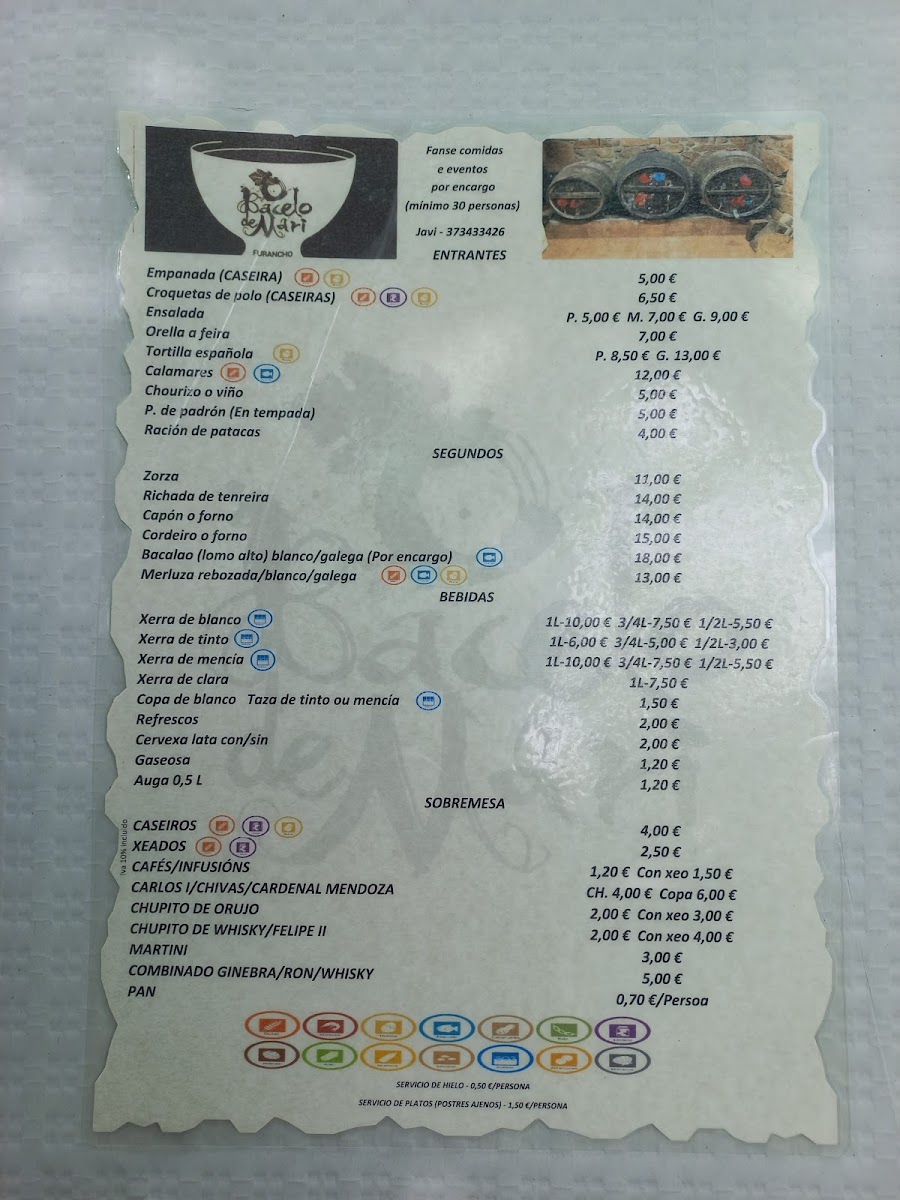 Bacelo
de Mari
FURANCHO
Fanse comidas
e eventos
por encargo
(mínimo 30 personas)
Javi - 373433426
ENTRANTES
Empanada (CASEIRA) 5,00 €
Croquetas de polo (CASEIRAS) 6,50 €
Ensalada P. 5,00 € M. 7,00 € G. 9,00 €
Orella a feira 7,00 €
Tortilla española P. 8,50 € G. 13,00 €
Calamares 12,00 €
Chourizo o viño 5,00 €
P. de padrón (En tempada) 5,00 €
Ración de patacas 4,00 €
SEGUNDOS
Zorza 11,00 €
Richada de tenreira 14,00 €
Capón o forno 14,00 €
Cordeiro o forno 15,00 €
Bacalao (lomo alto) blanco/galega (Por encargo) 18,00 €
Merluza rebozada/blanco/galega 13,00 €
BEBIDAS
Xerra de blanco 1L-10,00 € 3/4L-7,50 € 1/2L-5,50 €
Xerra de tinto 1L-6,00 € 3/4L-5,00 € 1/2L-3,00 €
Xerra de mencía 1L-10,00 € 3/4L-7,50 € 1/2L-5,50 €
Xerra de clara 1L-7,50 €
Copa de blanco Taza de tinto ou mencía 1,50 €
Refrescos 2,00 €
Cervexa lata con/sin 2,00 €
Gaseosa 1,20 €
Auga 0,5 L 1,20 €
SOBREMESA
Iva 10% incluido
CASEIROS 4,00 €
XEADOS 2,50 €
CAFÉS/INFUSIÓNS 1,20 € Con xeo 1,50 €
CARLOS I/CHIVAS/CARDENAL MENDOZA CH. 4,00 € Copa 6,00 €
CHUPITO DE ORUJO 2,00 € Con xeo 3,00 €
CHUPITO DE WHISKY/FELIPE II 2,00 € Con xeo 4,00 €
MARTINI 3,00 €
COMBINADO GINEBRA/RON/WHISKY 5,00 €
PAN 0,70 €/Persoa
SERVICIO DE HIELO - 0,50 €/PERSONA
SERVICIO DE PLATOS (POSTRES AJENOS) - 1,50 €/PERSONA